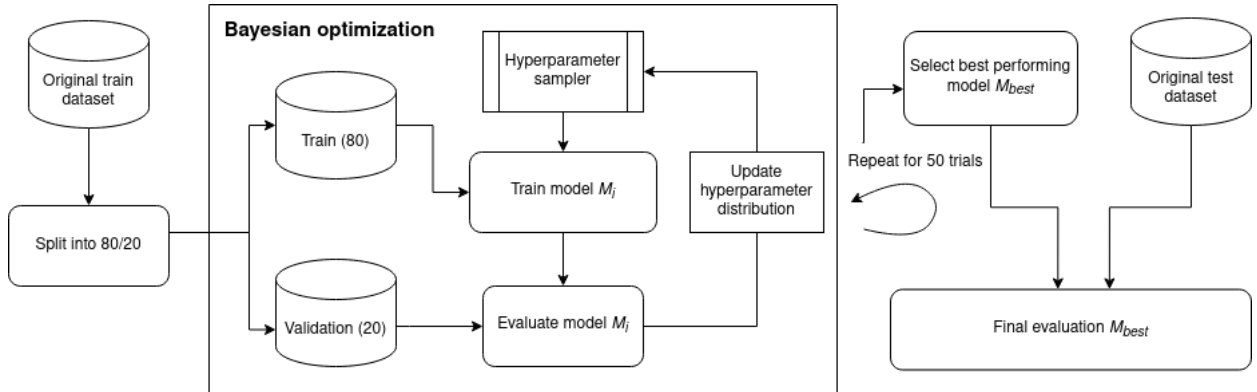 Bayesian optimization
Original train
dataset
Split into 80/20
Train (80)
Validation (20)
Hyperparameter
sampler
Train model Mi
Evaluate model Mi
Update
hyperparameter
distribution
Repeat for 50 trials
Select best performing
model Mbest
Original test
dataset
Final evaluation Mbest